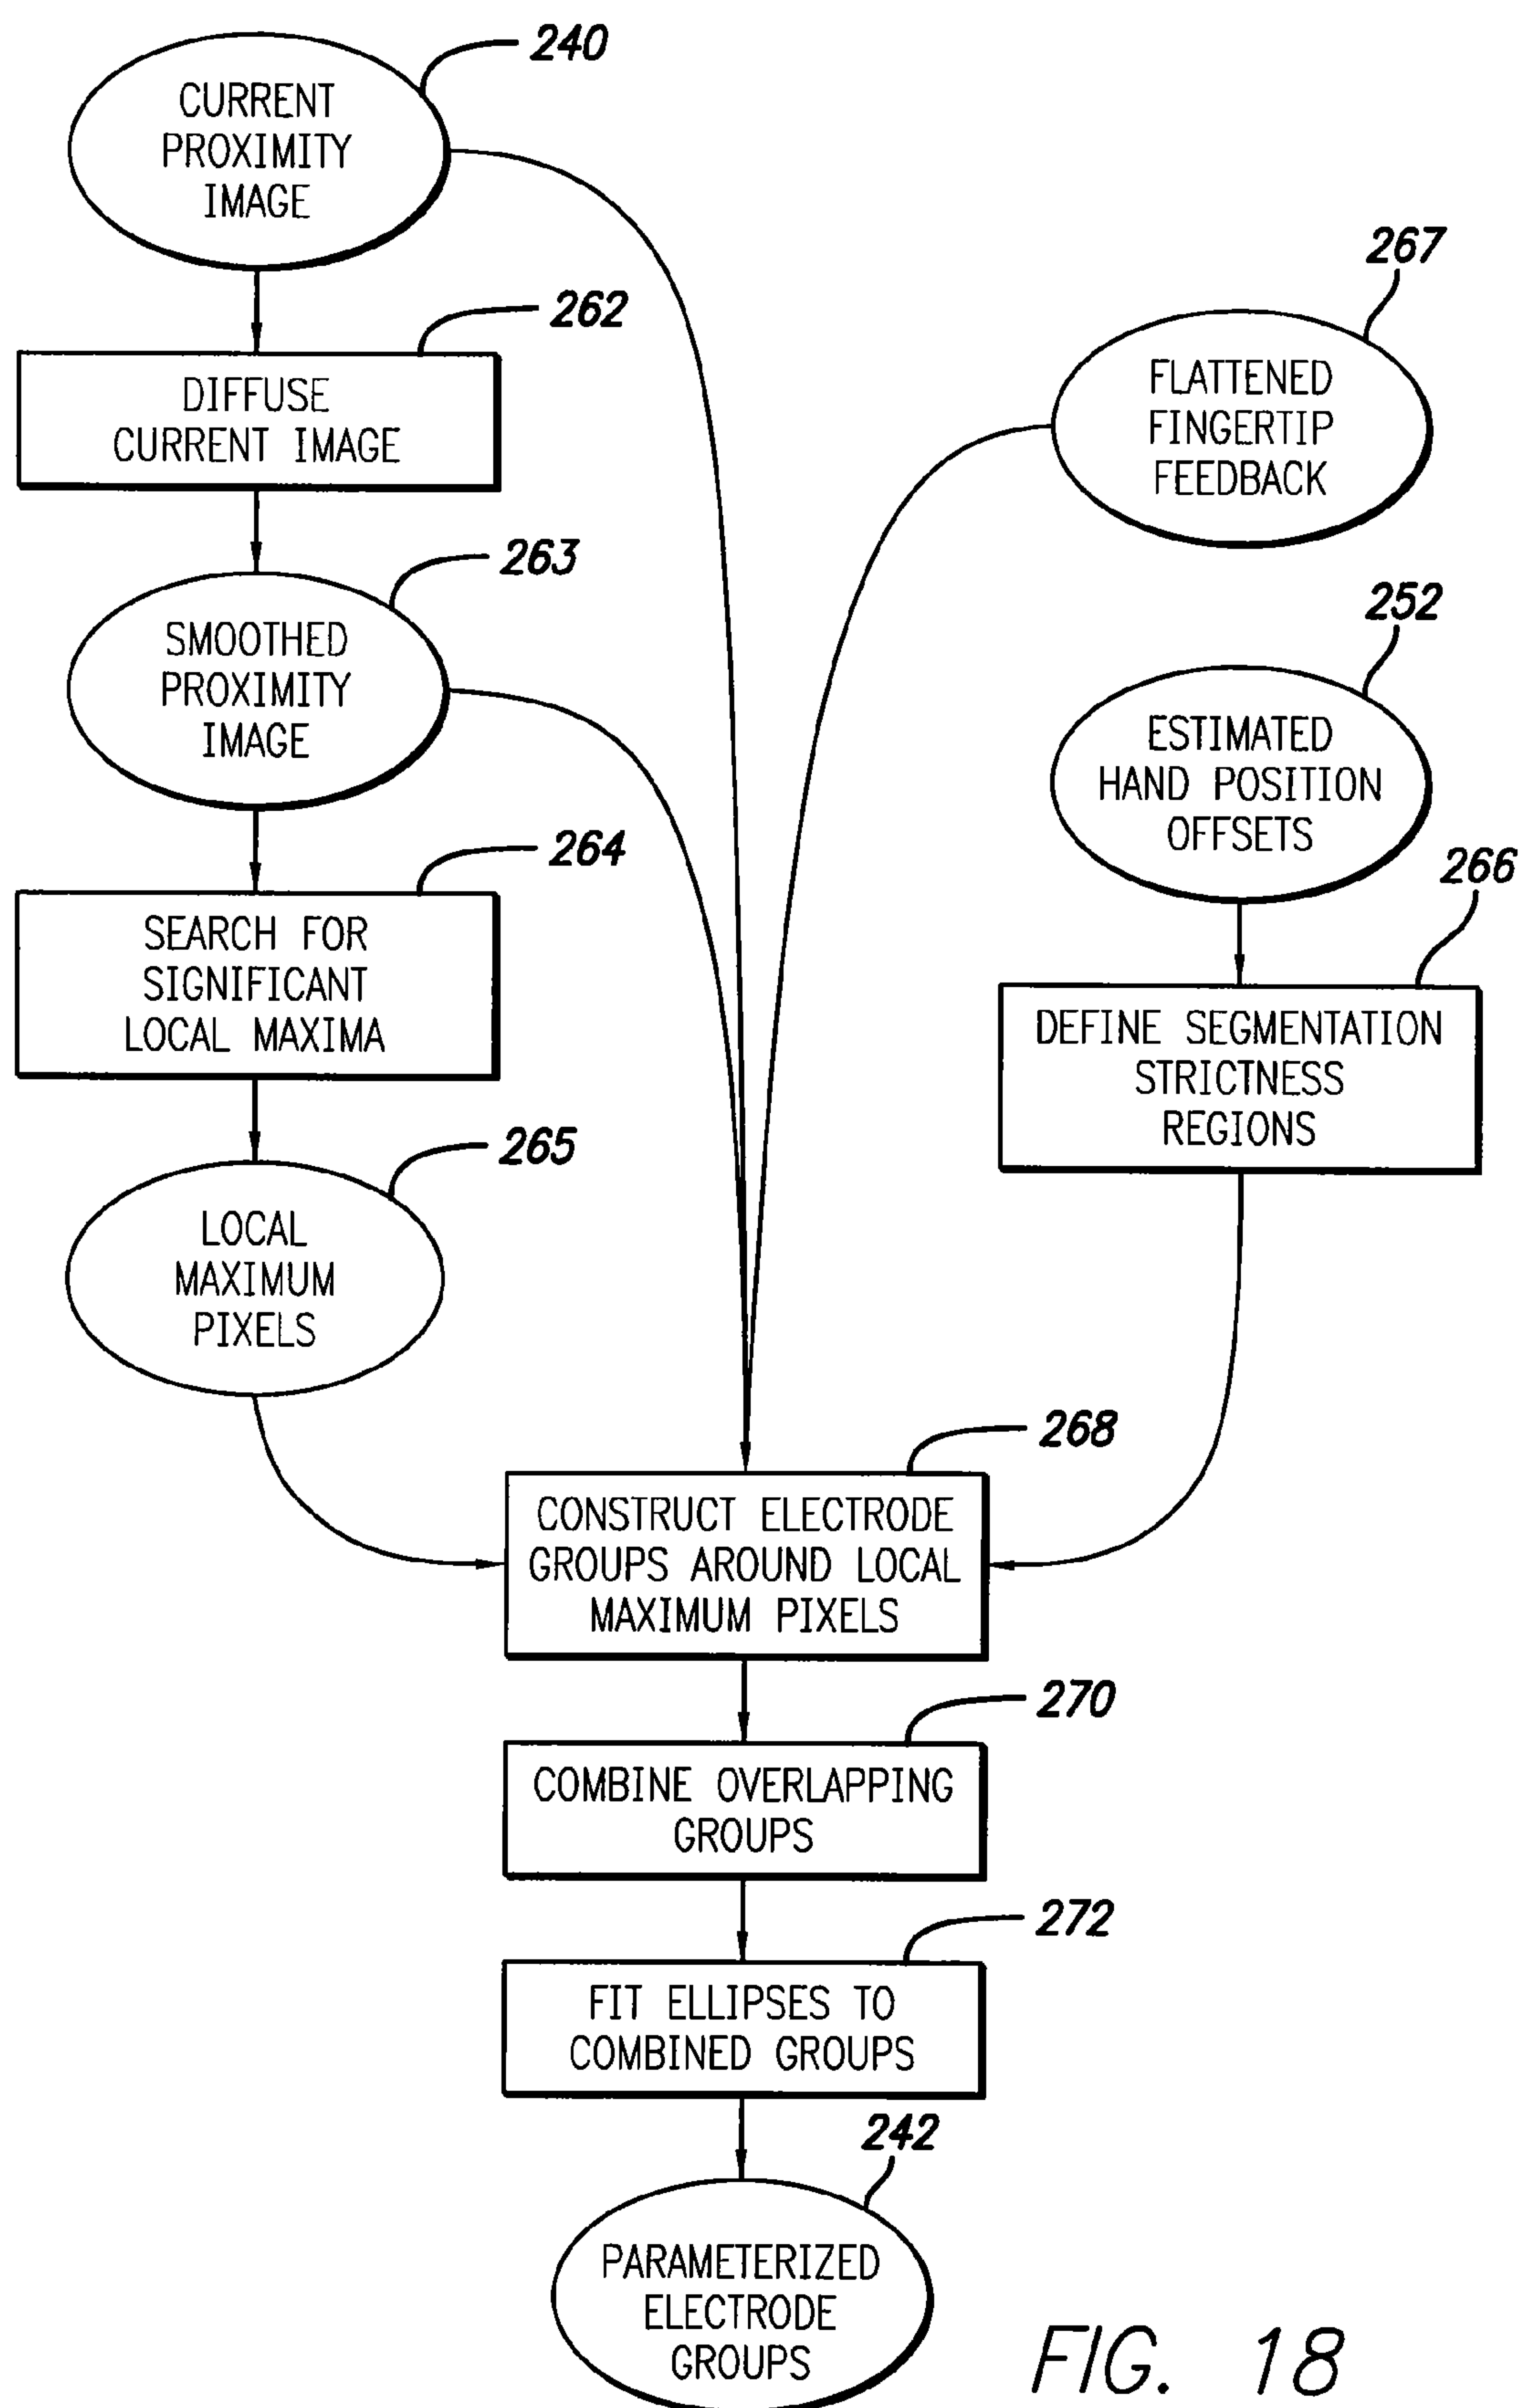 240
CURRENT
PROXIMITY
IMAGE
262
DIFFUSE
CURRENT IMAGE
263
SMOOTHED
PROXIMITY
IMAGE
264
SEARCH FOR
SIGNIFICANT
LOCAL MAXIMA
265
LOCAL
MAXIMUM
PIXELS
267
FLATTENED
FINGERTIP
FEEDBACK
252
ESTIMATED
HAND POSITION
OFFSETS
266
DEFINE SEGMENTATION
STRICTNESS
REGIONS
268
CONSTRUCT ELECTRODE
GROUPS AROUND LOCAL
MAXIMUM PIXELS
270
COMBINE OVERLAPPING
GROUPS
272
FIT ELLIPSES TO
COMBINED GROUPS
242
PARAMETERIZED
ELECTRODE
GROUPS
FIG. 18